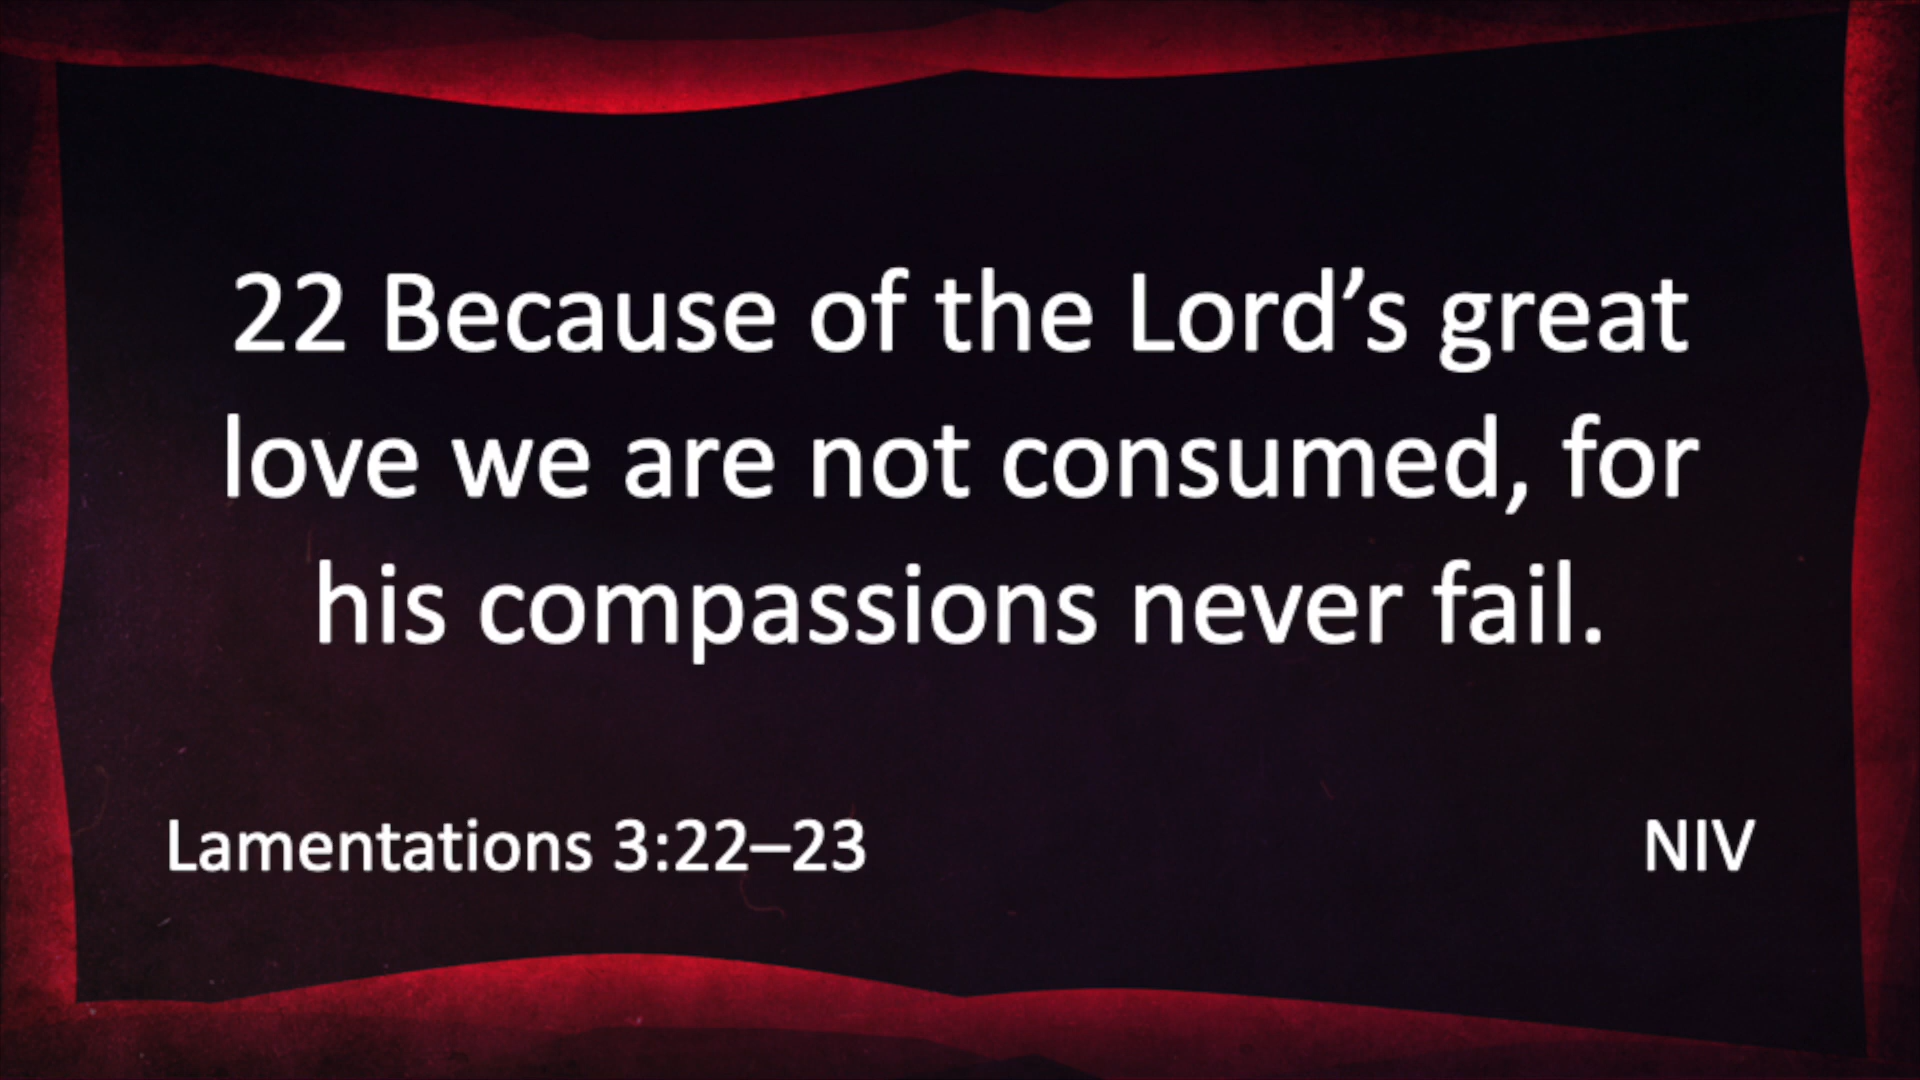 22 Because of the Lord’s great
love we are not consumed, for
his compassions never fail.
Lamentations 3:22–23
NIV